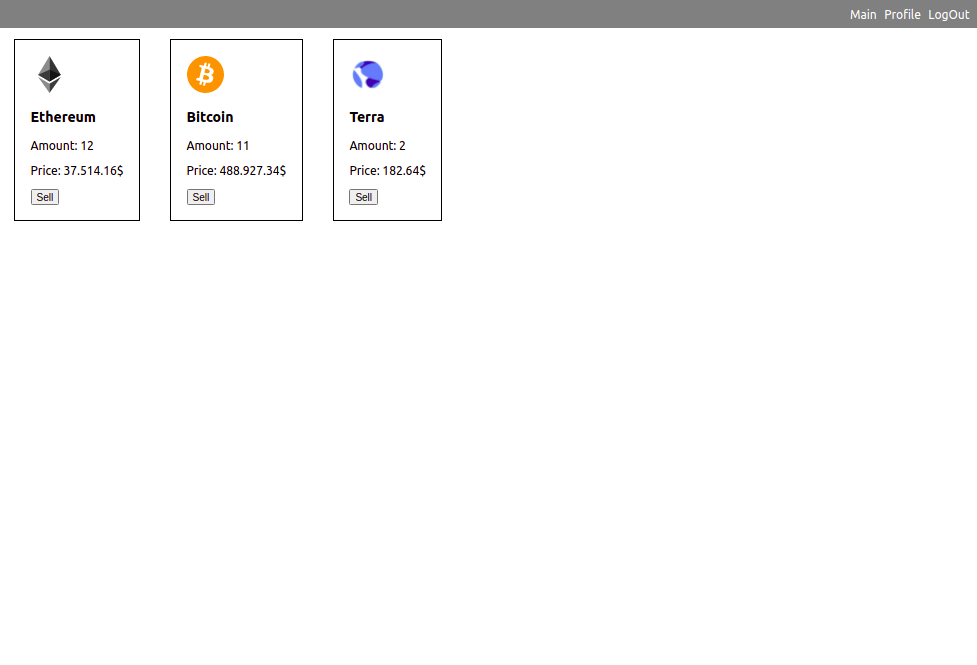 Main Profile LogOut
Ethereum
Amount: 12
Price: 37.514.16$
Sell
Bitcoin
Amount: 11
Price: 488.927.34$
Sell
Terra
Amount: 2
Price: 182.64$
Sell